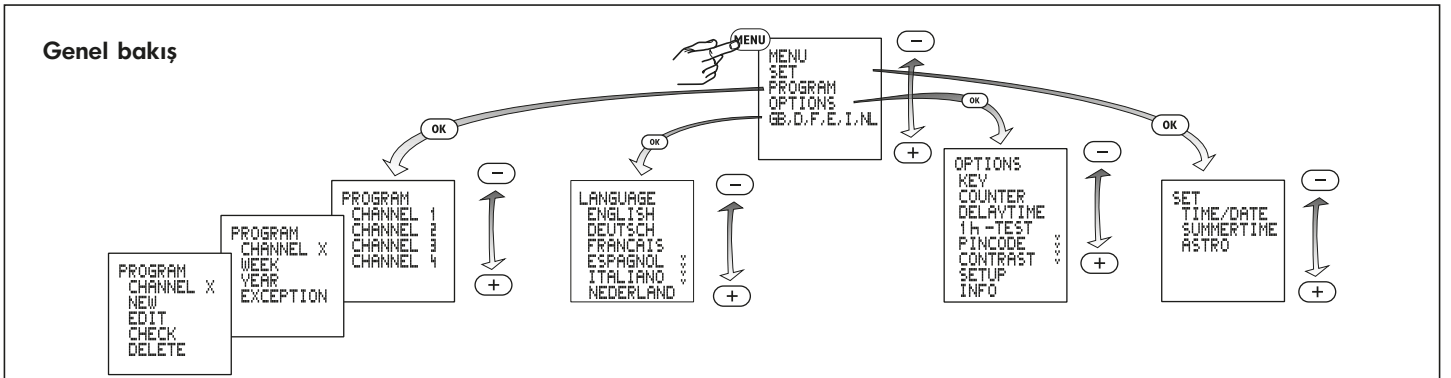 Genel bakış
MENU
MENU
SET
PROGRAM
OPTIONS
GB,D,F,E,I,NL
−
+
OK
OK
OK
OK
PROGRAM
CHANNEL X
NEW
EDIT
CHECK
DELETE
PROGRAM
CHANNEL X
WEEK
YEAR
EXCEPTION
PROGRAM
CHANNEL 1
CHANNEL 2
CHANNEL 3
CHANNEL 4
−
+
LANGUAGE
ENGLISH
DEUTSCH
FRANCAIS
ESPAGNOL
ITALIANO
NEDERLAND
−
+
OPTIONS
KEY
COUNTER
DELAYTIME
1h-TEST
PINCODE
CONTRAST
SETUP
INFO
−
+
SET
TIME/DATE
SUMMERTIME
ASTRO
−
+